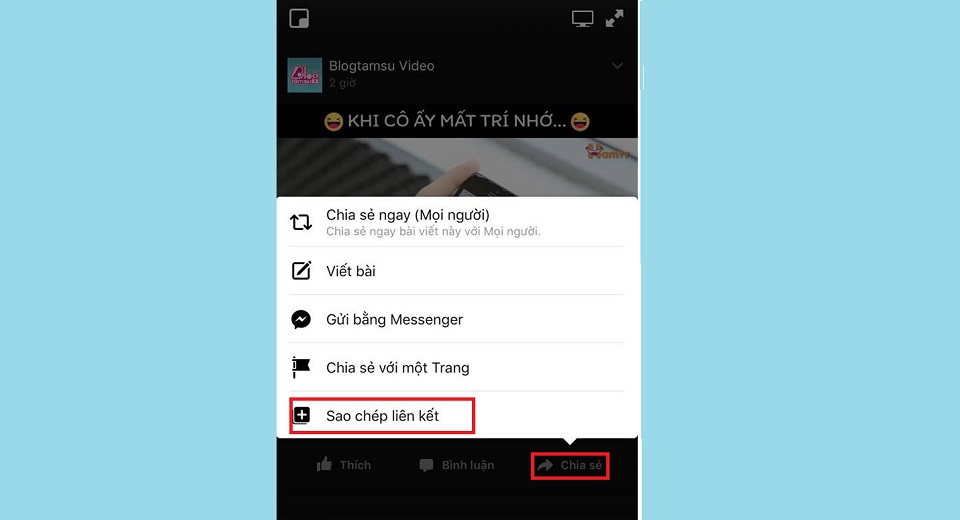 Blogtamsu Video
2 giờ
KHI CÔ ẤY MẤT TRÍ NHỚ...
Chia sẻ ngay (Mọi người)
Chia sẻ ngay bài viết này với Mọi người.
Viết bài
Gửi bằng Messenger
Chia sẻ với một Trang
Sao chép liên kết
Thích
Bình luận
Chia sẻ